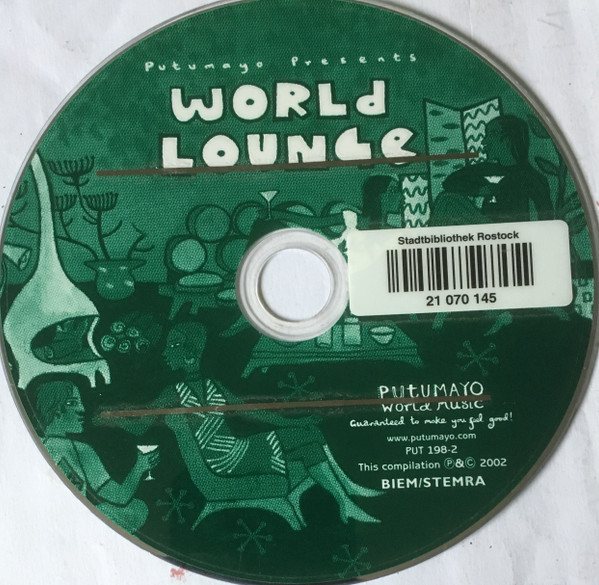 Putumayo Presents
WORLD
LOUNGE
Stadtbibliothek Rostock
21 070 145
PUTUMAYO
World Music
Guaranteed to make you feel good!
www.putumayo.com
PUT 198-2
This compilation ℗&© 2002
BIEM/STEMRA